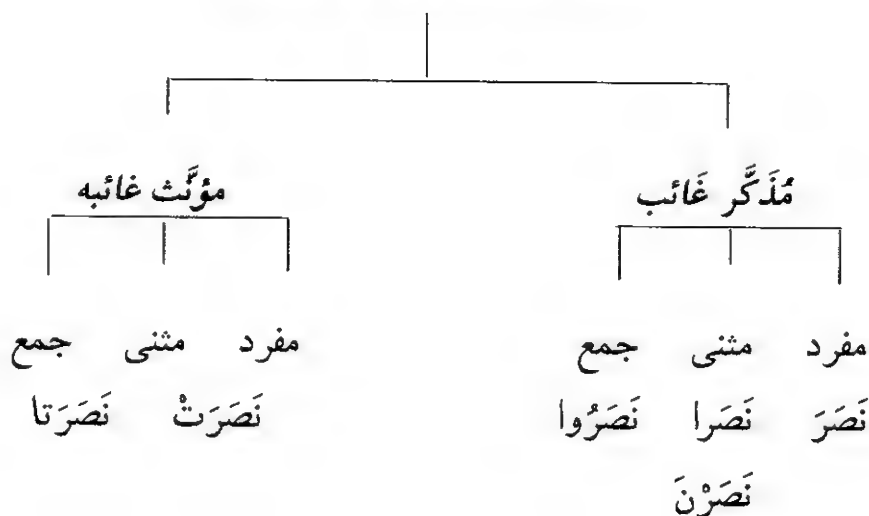 مُذَكَّر غَائب مؤنَّث غائبه
مفرد مثنى جمع مفرد مثنى جمع
نَصَرَ نَصَرا نَصَرُوا نَصَرَتْ نَصَرَتا
نَصَرْنَ